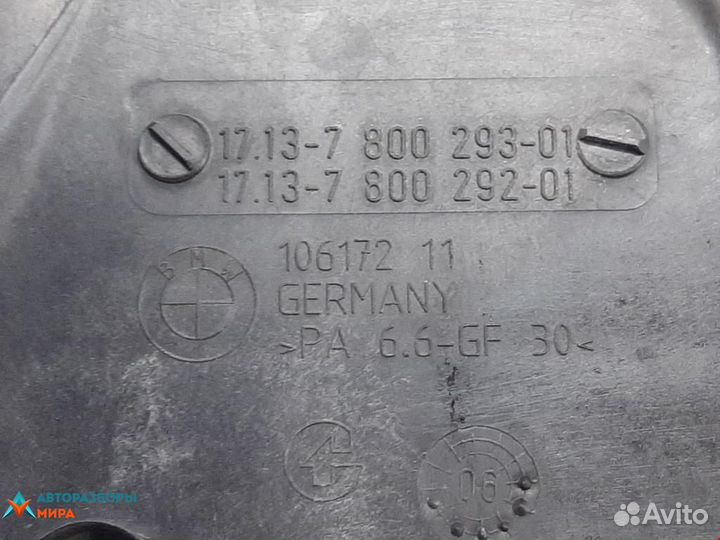 17.13-7 800 293-01
17.13-7 800 292-01
BMW
106172 11
GERMANY
>PA 6.6-GF 30<
06
АВТОРАЗБОРЫ
МИРА
Avito